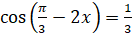 cos(π/3 − 2x) = 1/3